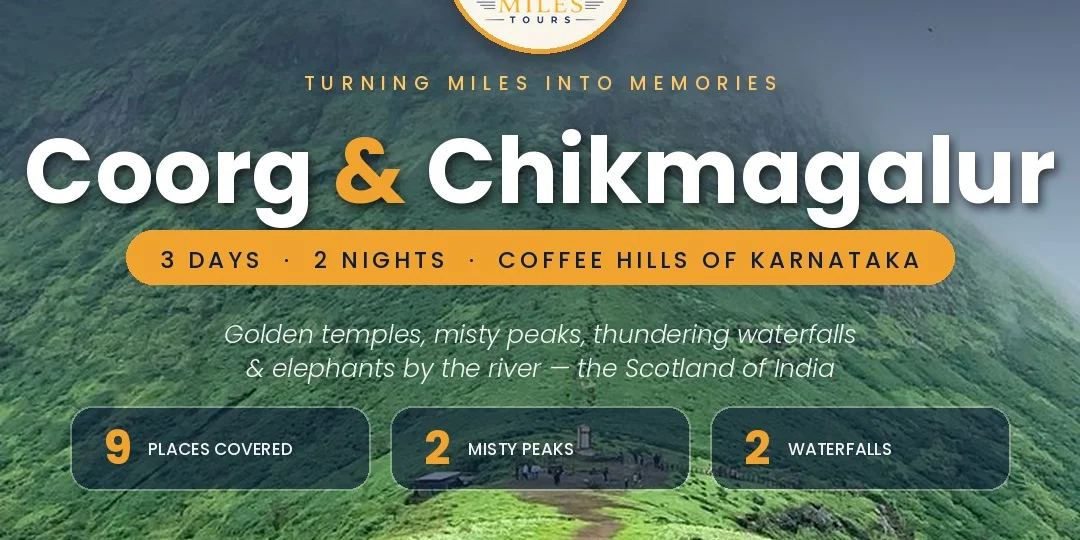 MILES
TOURS
TURNING MILES INTO MEMORIES
Coorg & Chikmagalur
3 DAYS · 2 NIGHTS · COFFEE HILLS OF KARNATAKA
Golden temples, misty peaks, thundering waterfalls
& elephants by the river — the Scotland of India
9 PLACES COVERED
2 MISTY PEAKS
2 WATERFALLS